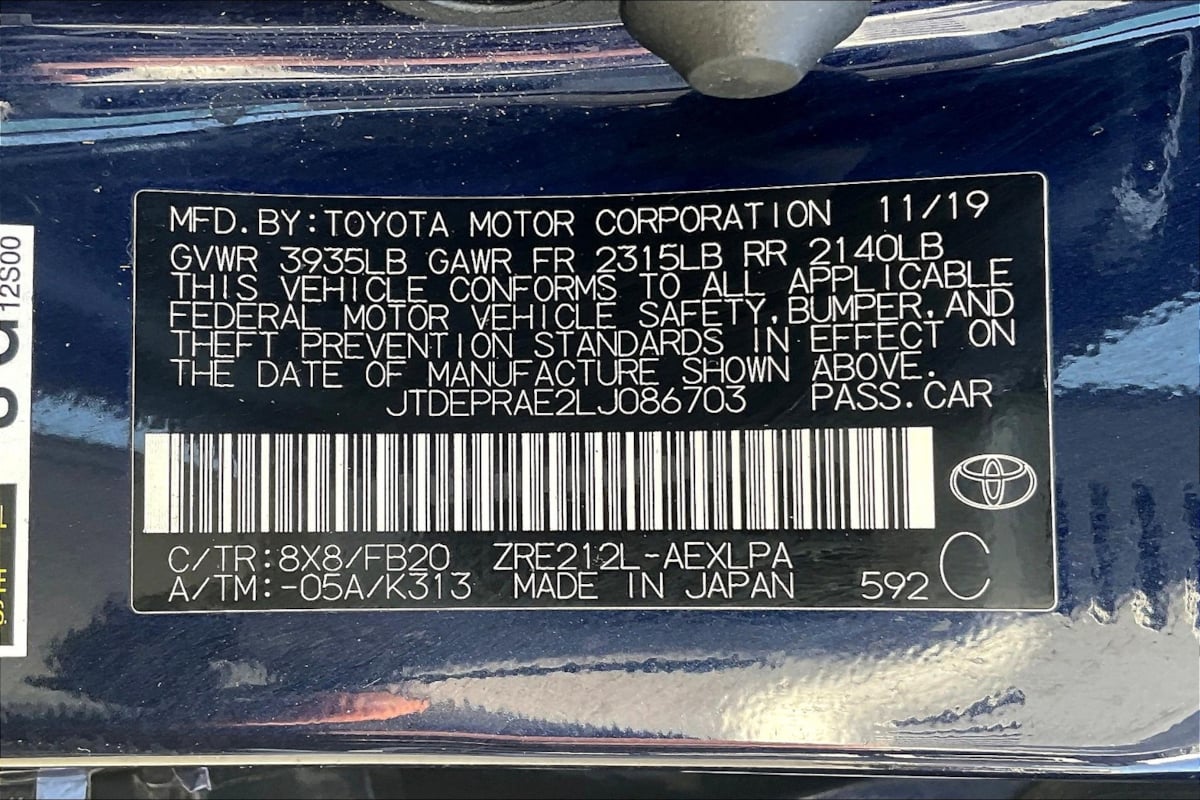 MFD.BY:TOYOTA MOTOR CORPORATION 11/19
GVWR 3935LB GAWR FR 2315LB RR 2140LB
THIS VEHICLE CONFORMS TO ALL APPLICABLE
FEDERAL MOTOR VEHICLE SAFETY,BUMPER,AND
THEFT PREVENTION STANDARDS IN EFFECT ON
THE DATE OF MANUFACTURE SHOWN ABOVE.
JTDEPRAE2LJ086703 PASS.CAR
C/TR:8X8/FB20 ZRE212L-AEXLPA
A/TM:-05A/K313 MADE IN JAPAN 592 C
12S00